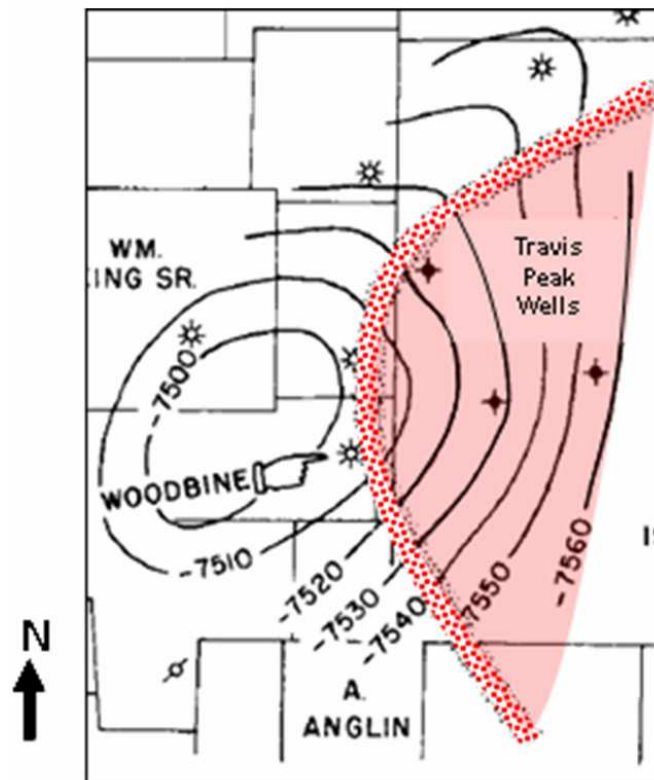 Travis
Peak
Wells
WM.
ING SR.
-7500
WOODBINE
-7510
-7520
-7530
-7540
-7550
-7560
N
A.
ANGLIN